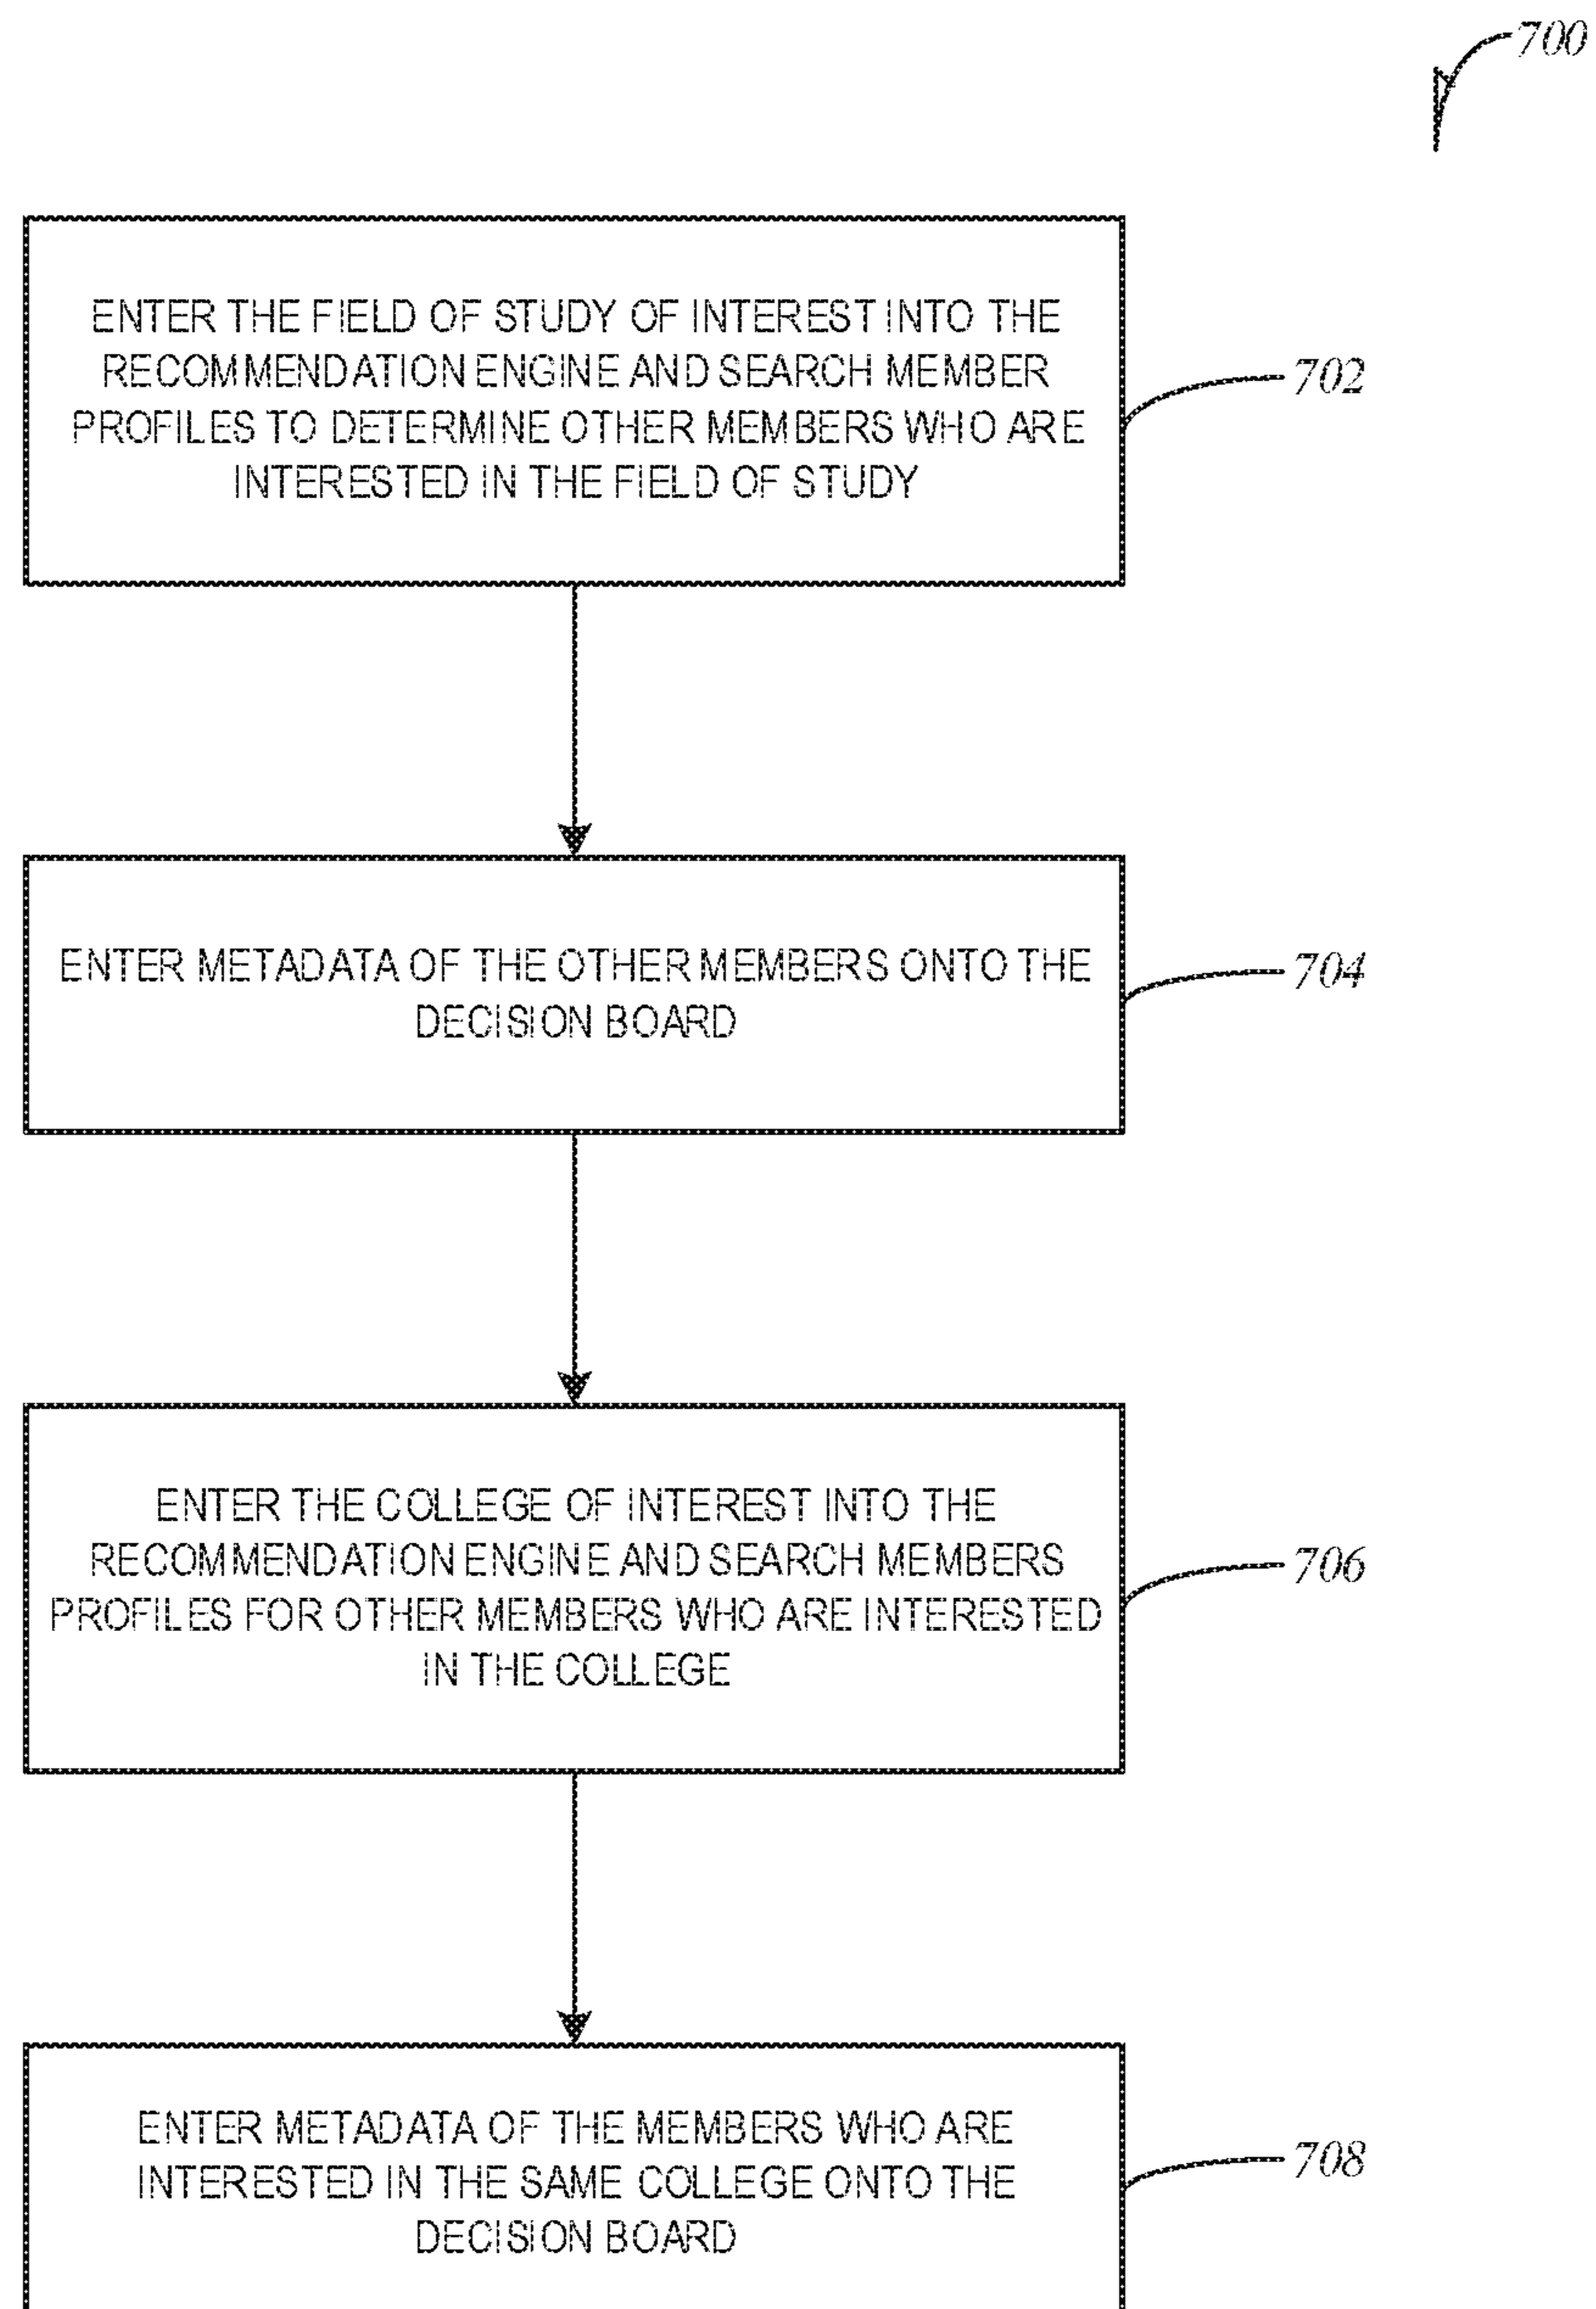 700
ENTER THE FIELD OF STUDY OF INTEREST INTO THE
RECOMMENDATION ENGINE AND SEARCH MEMBER
PROFILES TO DETERMINE OTHER MEMBERS WHO ARE
INTERESTED IN THE FIELD OF STUDY
702
ENTER METADATA OF THE OTHER MEMBERS ONTO THE
DECISION BOARD
704
ENTER THE COLLEGE OF INTEREST INTO THE
RECOMMENDATION ENGINE AND SEARCH MEMBERS
PROFILES FOR OTHER MEMBERS WHO ARE INTERESTED
IN THE COLLEGE
706
ENTER METADATA OF THE MEMBERS WHO ARE
INTERESTED IN THE SAME COLLEGE ONTO THE
DECISION BOARD
708